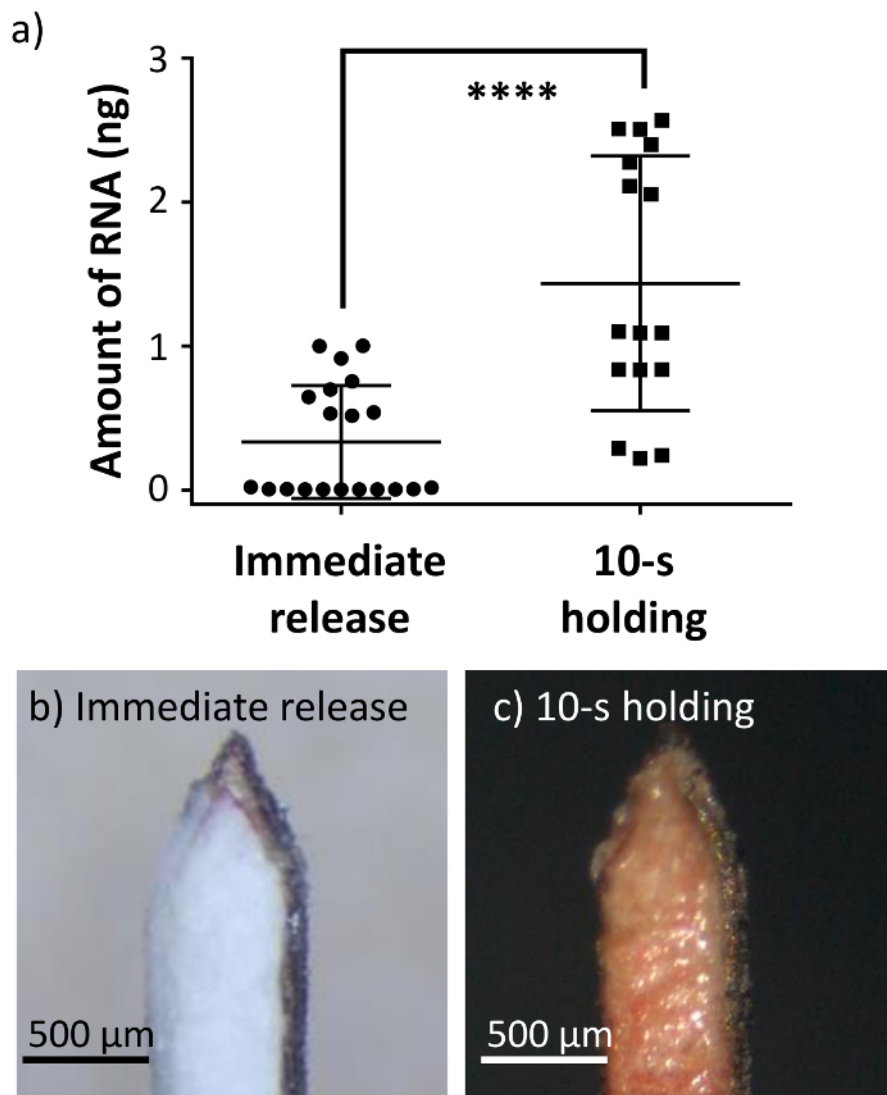 a)
3
****
2
1
0
Amount of RNA (ng)
Immediate
release
10-s
holding
b) Immediate release
500 μm
c) 10-s holding
500 μm